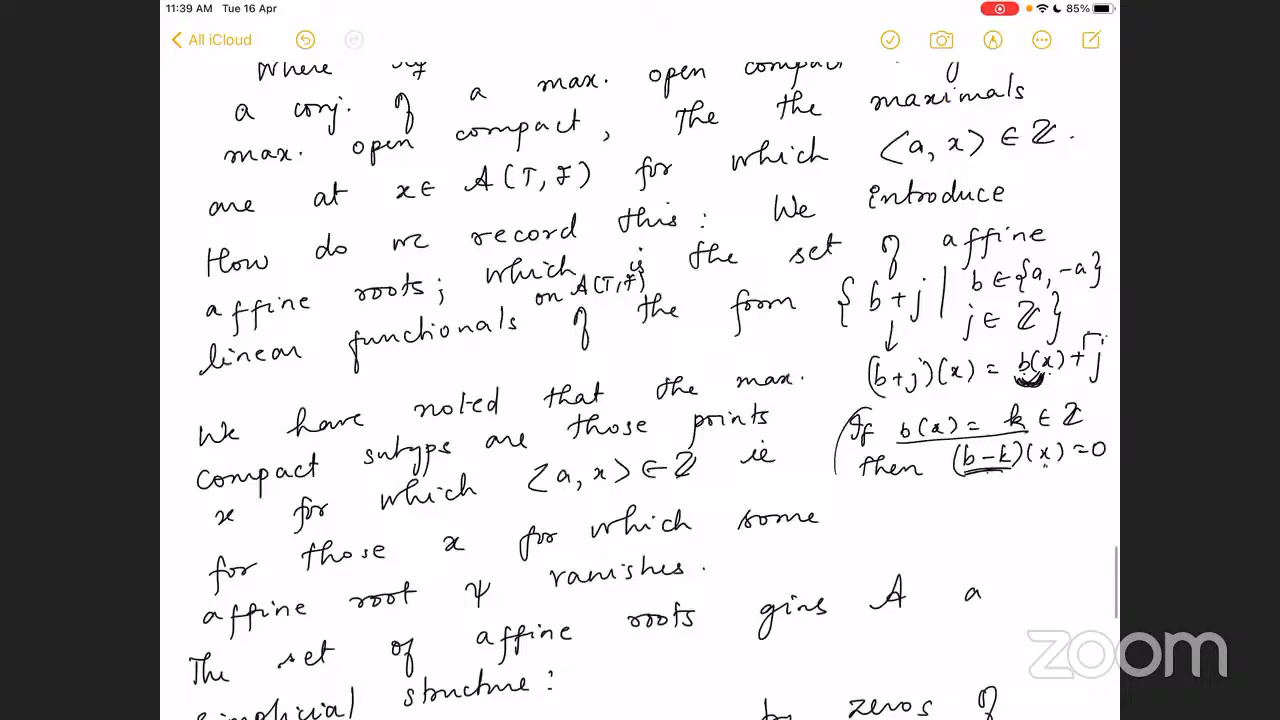 11:39 AM Tue 16 Apr
85%
All iCloud
Where
a conj. of a max. open compact
max. open compact, The the maximals
are at x ∈ A(T, F) for which ⟨a, x⟩ ∈ ℤ.
How do we record this: We introduce
affine roots; which is the set of affine
linear functionals on A(T, F) of the form { b + j | b ∈ {a, -a} j ∈ ℤ }
(b + j)(x) = b(x) + j
We have noted that the max.
compact subgps are those points
x for which ⟨a, x⟩ ∈ ℤ ie
(If b(x) = k ∈ ℤ
then (b - k)(x) = 0
for those x for which some
affine root ψ vanishes.
The set of affine roots gives A a
simplicial structure:
by zeros of
zoom